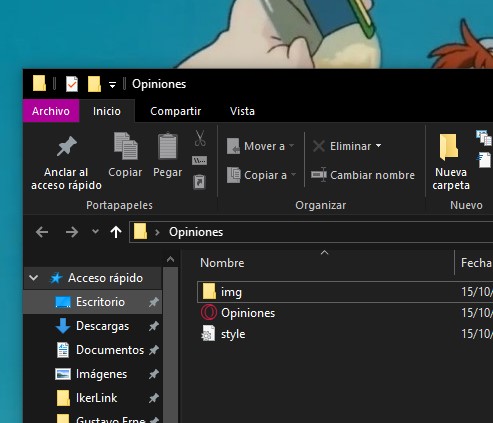 Opiniones
Archivo Inicio Compartir Vista
Anclar al acceso rápido
Copiar
Pegar
Mover a
Copiar a
Eliminar
Cambiar nombre
Nueva carpeta
Portapapeles Organizar Nuevo
Opiniones
Nombre Fecha
Acceso rápido
Escritorio
Descargas
Documentos
Imágenes
IkerLink
Gustavo Erne
img 15/10/
Opiniones 15/10/
style 15/10/